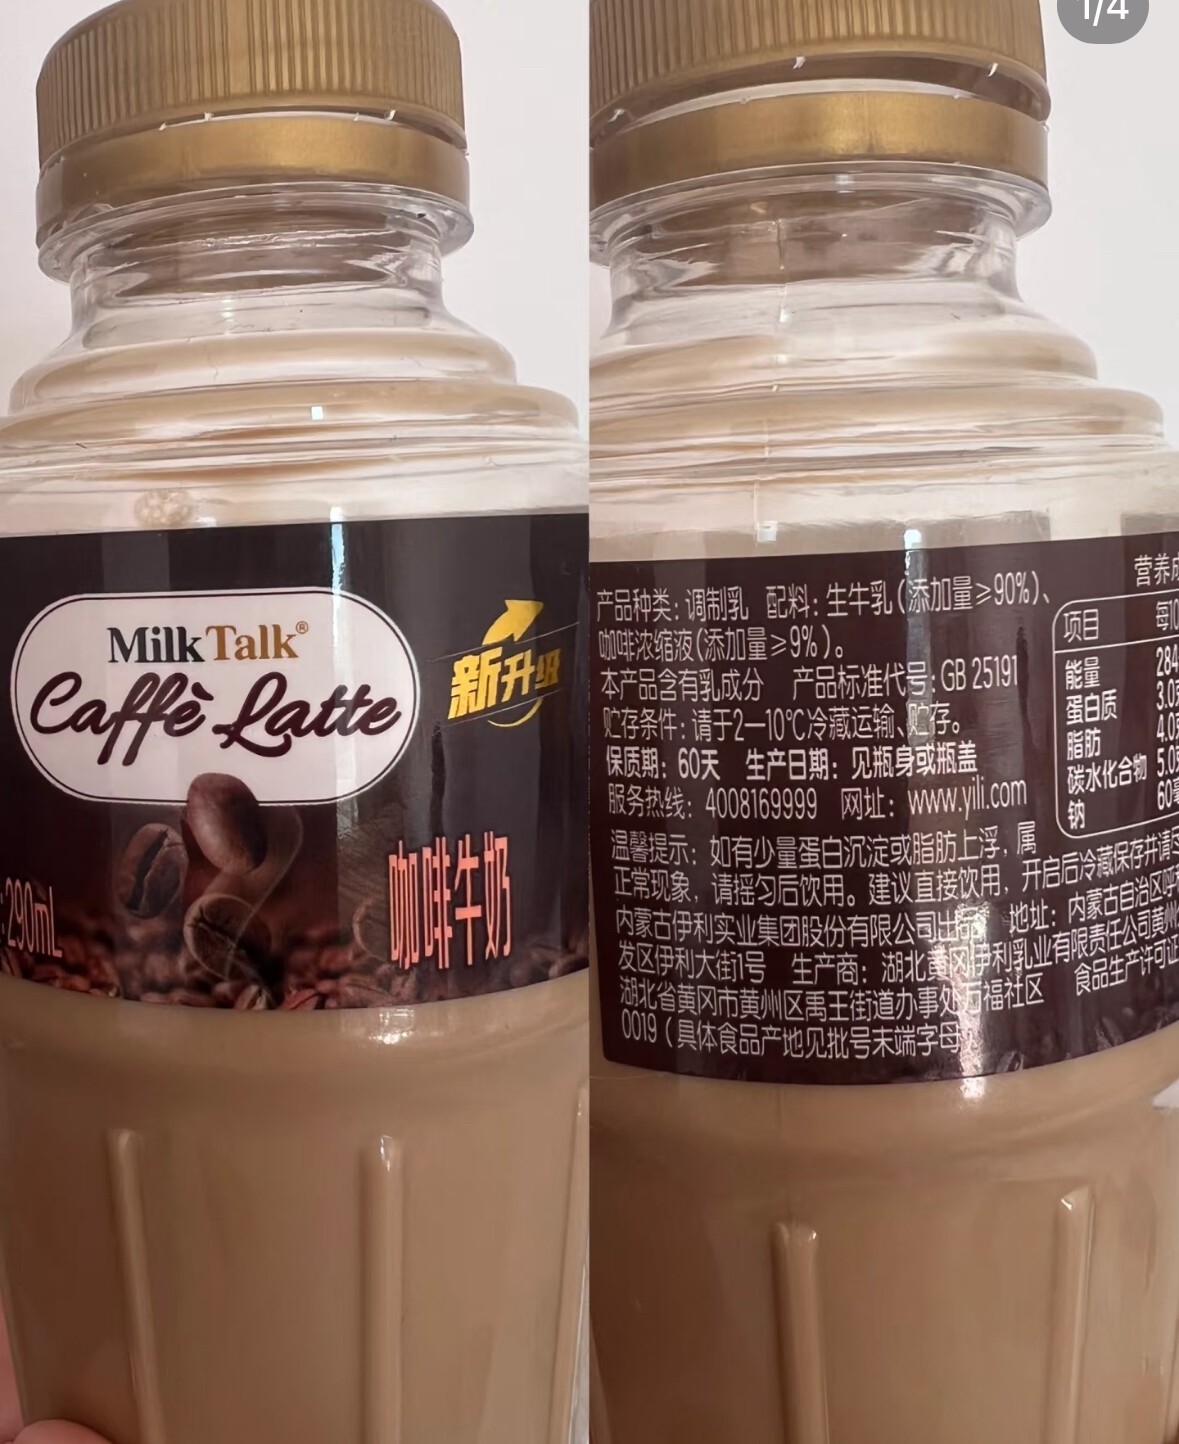 1/4
MilkTalk®
Caffè Latte
新升级
咖啡牛奶
:290mL
产品种类：调制乳 配料：生牛乳（添加量≥90%）、
咖啡浓缩液（添加量≥9%）。
本产品含有乳成分 产品标准代号：GB 25191
贮存条件：请于2—10℃冷藏运输、贮存。
保质期：60天 生产日期：见瓶身或瓶盖
服务热线：4008169999 网址：www.yili.com
温馨提示：如有少量蛋白沉淀或脂肪上浮，属
正常现象，请摇匀后饮用。建议直接饮用，开启后冷藏保存并请尽
内蒙古伊利实业集团股份有限公司出品 地址：内蒙古自治区呼
发区伊利大街1号 生产商：湖北黄冈伊利乳业有限责任公司黄州
湖北省黄冈市黄州区禹王街道办事处万福社区 食品生产许可证
0019（具体食品产地见批号末端字母）
营养成
项目 每10
能量 284
蛋白质 3.0
脂肪 4.0
碳水化合物 5.0
钠 60